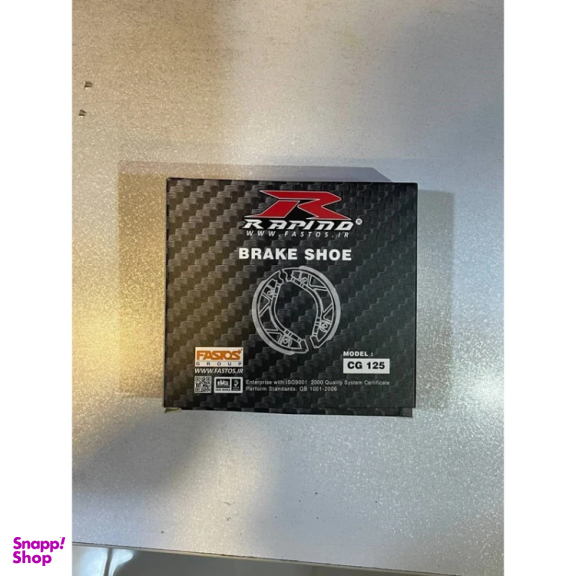 R
RAPIDO®
WWW.FASTOS.IR
BRAKE SHOE
MODEL :
CG 125
FASTOS®
GROUP
WWW.FASTOS.IR
Enterprise with ISO9001 2000 Quality System Certificate
Perform Standards: QB 1001-2006
Snapp!
Shop